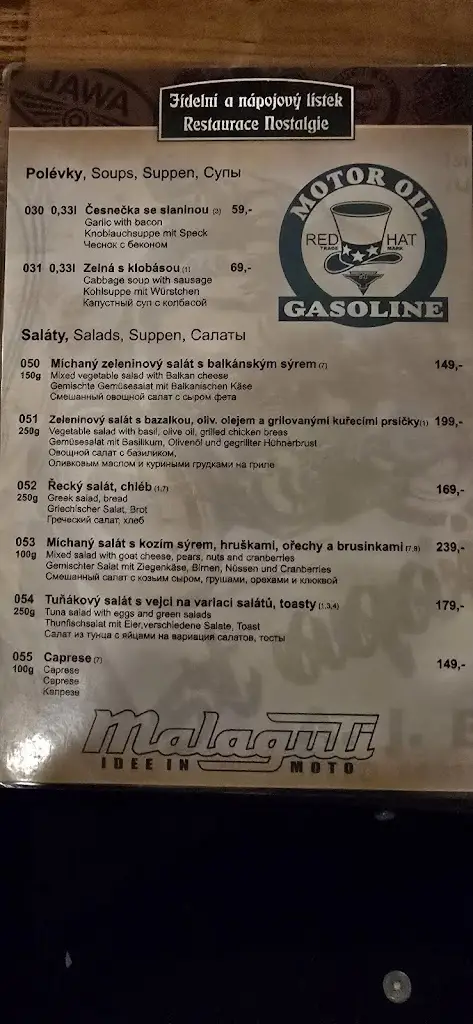 JAWA
Jídelní a nápojový lístek
Restaurace Nostalgie
Polévky, Soups, Suppen, Супы
030 0,33l Česnečka se slaninou (3) 59,-
Garlic with bacon
Knoblauchsuppe mit Speck
Чеснок с беконом
031 0,33l Zelná s klobásou (1) 69,-
Cabbage soup with sausage
Kohlsuppe mit Würstchen
Капустный суп с колбасой
MOTOR OIL
RED HAT
TRADE MARK
GASOLINE
Saláty, Salads, Suppen, Салаты
050 Míchaný zeleninový salát s balkánským sýrem (7) 149,-
150g Mixed vegetable salad with Balkan cheese
Gemischte Gemüsesalat mit Balkanischen Käse
Смешанный овощной салат с сыром фета
051 Zeleninový salát s bazalkou, oliv. olejem a grilovanými kuřecími prsíčky (1) 199,-
250g Vegetable salad with basil, olive oil, grilled chicken breas
Gemüsesalat mit Basilikum, Olivenöl und gegrillter Hühnerbrust
Овощной салат с базиликом,
Оливковым маслом и куриными грудками на гриле
052 Řecký salát, chléb (1,7) 169,-
250g Greek salad, bread
Griechischer Salat, Brot
Греческий салат, хлеб
053 Míchaný salát s kozím sýrem, hruškami, ořechy a brusinkami (7,8) 239,-
100g Mixed salad with goat cheese, pears, nuts and cranberries
Gemischter Salat mit Ziegenkäse, Birnen, Nüssen und Cranberries
Смешанный салат с козьим сыром, грушами, орехами и клюквой
054 Tuňákový salát s vejci na variaci salátů, toasty (1,3,4) 179,-
250g Tuna salad with eggs and green salads
Thunfischsalat mit Eier,verschiedene Salate, Toast
Салат из тунца с яйцами на вариация салатов, тосты
055 Caprese (7) 149,-
100g Caprese
Caprese
Капрезе
Malaguti
IDEE IN MOTO